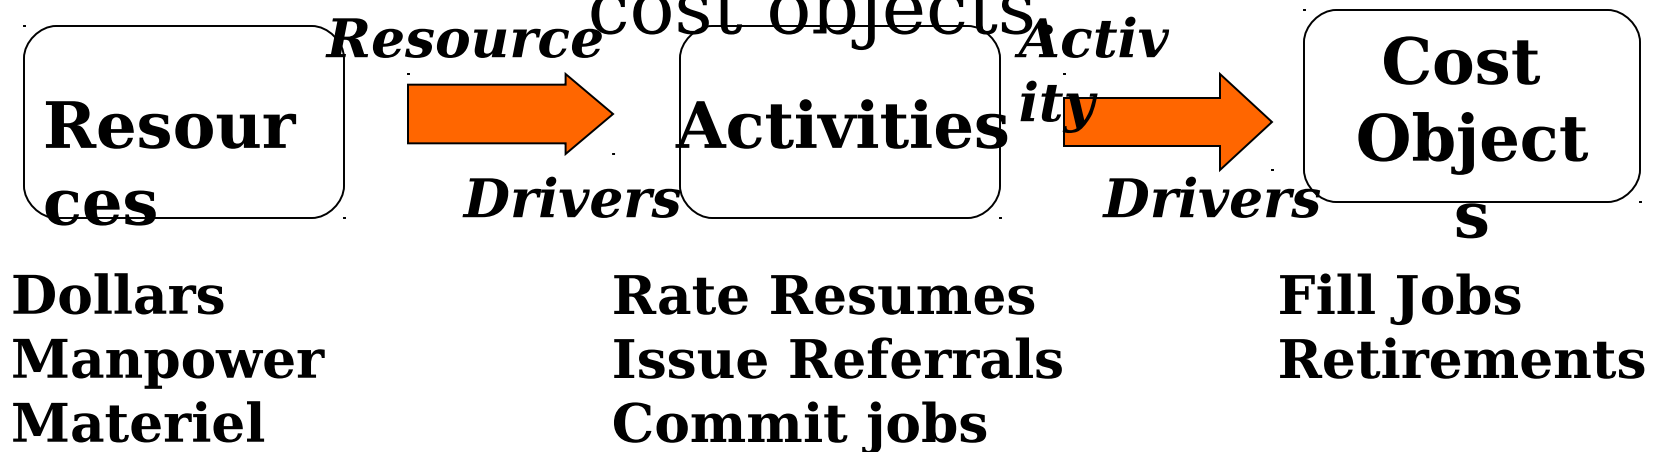 cost objects.
Resource
Resour
ces
Drivers
Activities
Activ
ity
Drivers
Cost
Object
s
Dollars
Manpower
Materiel
Rate Resumes
Issue Referrals
Commit jobs
Fill Jobs
Retirements